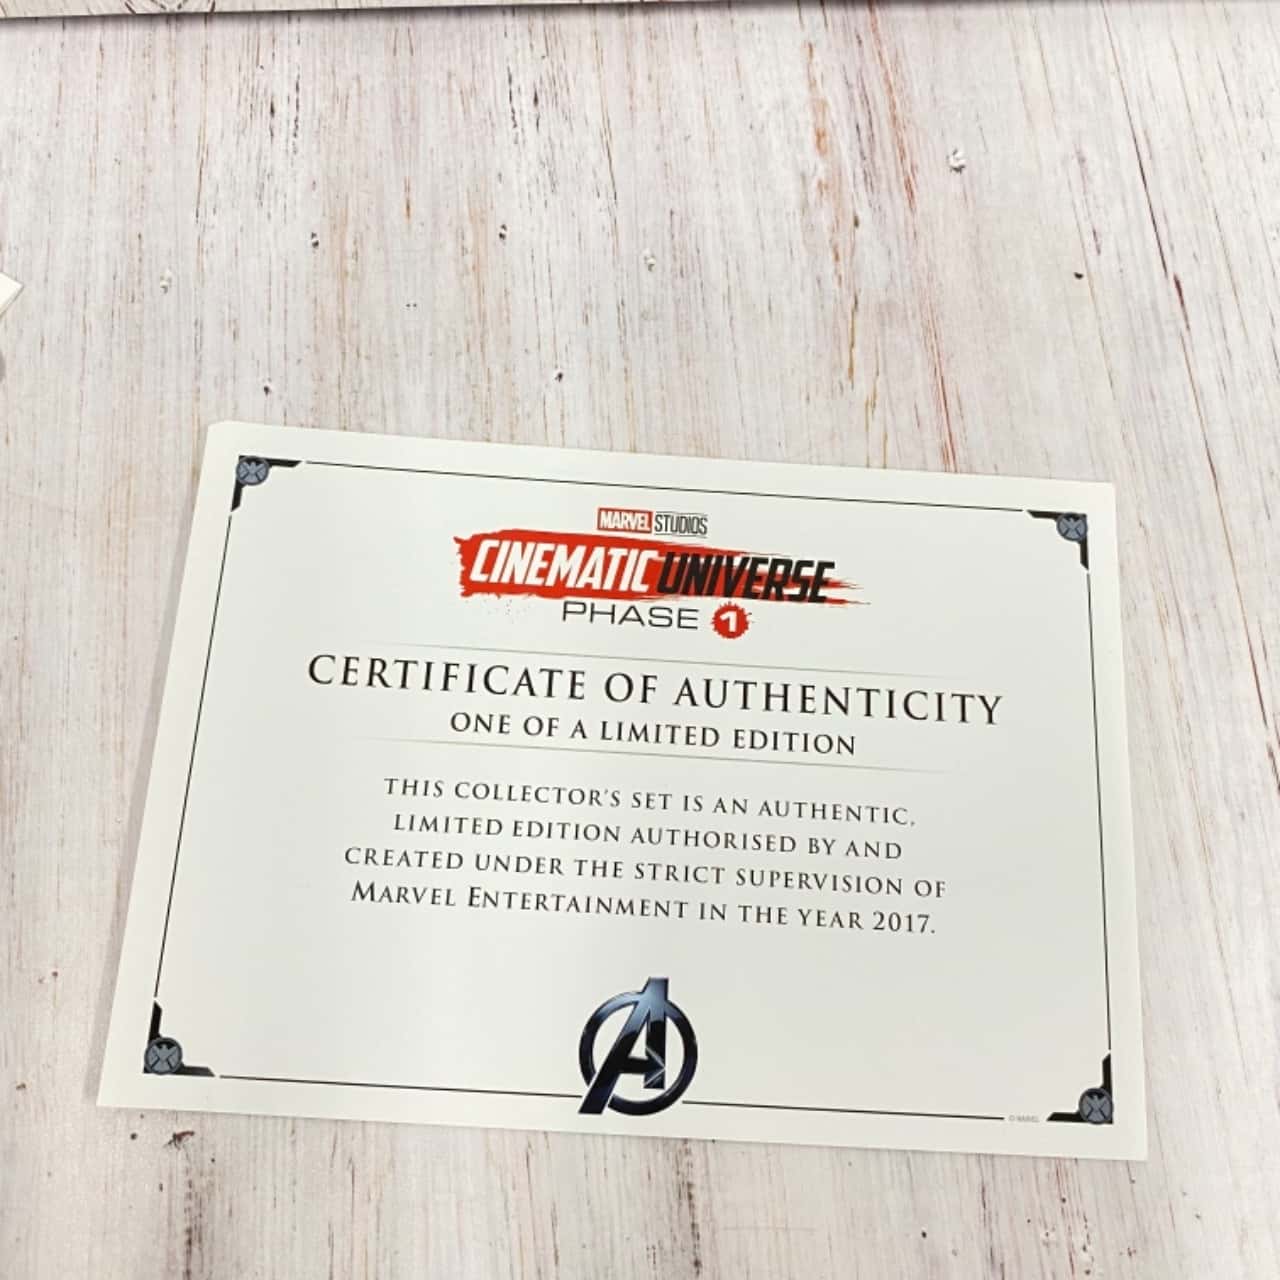 MARVEL STUDIOS
CINEMATIC UNIVERSE
PHASE 1
CERTIFICATE OF AUTHENTICITY
ONE OF A LIMITED EDITION
THIS COLLECTOR'S SET IS AN AUTHENTIC,
LIMITED EDITION AUTHORISED BY AND
CREATED UNDER THE STRICT SUPERVISION OF
MARVEL ENTERTAINMENT IN THE YEAR 2017.
A
© MARVEL